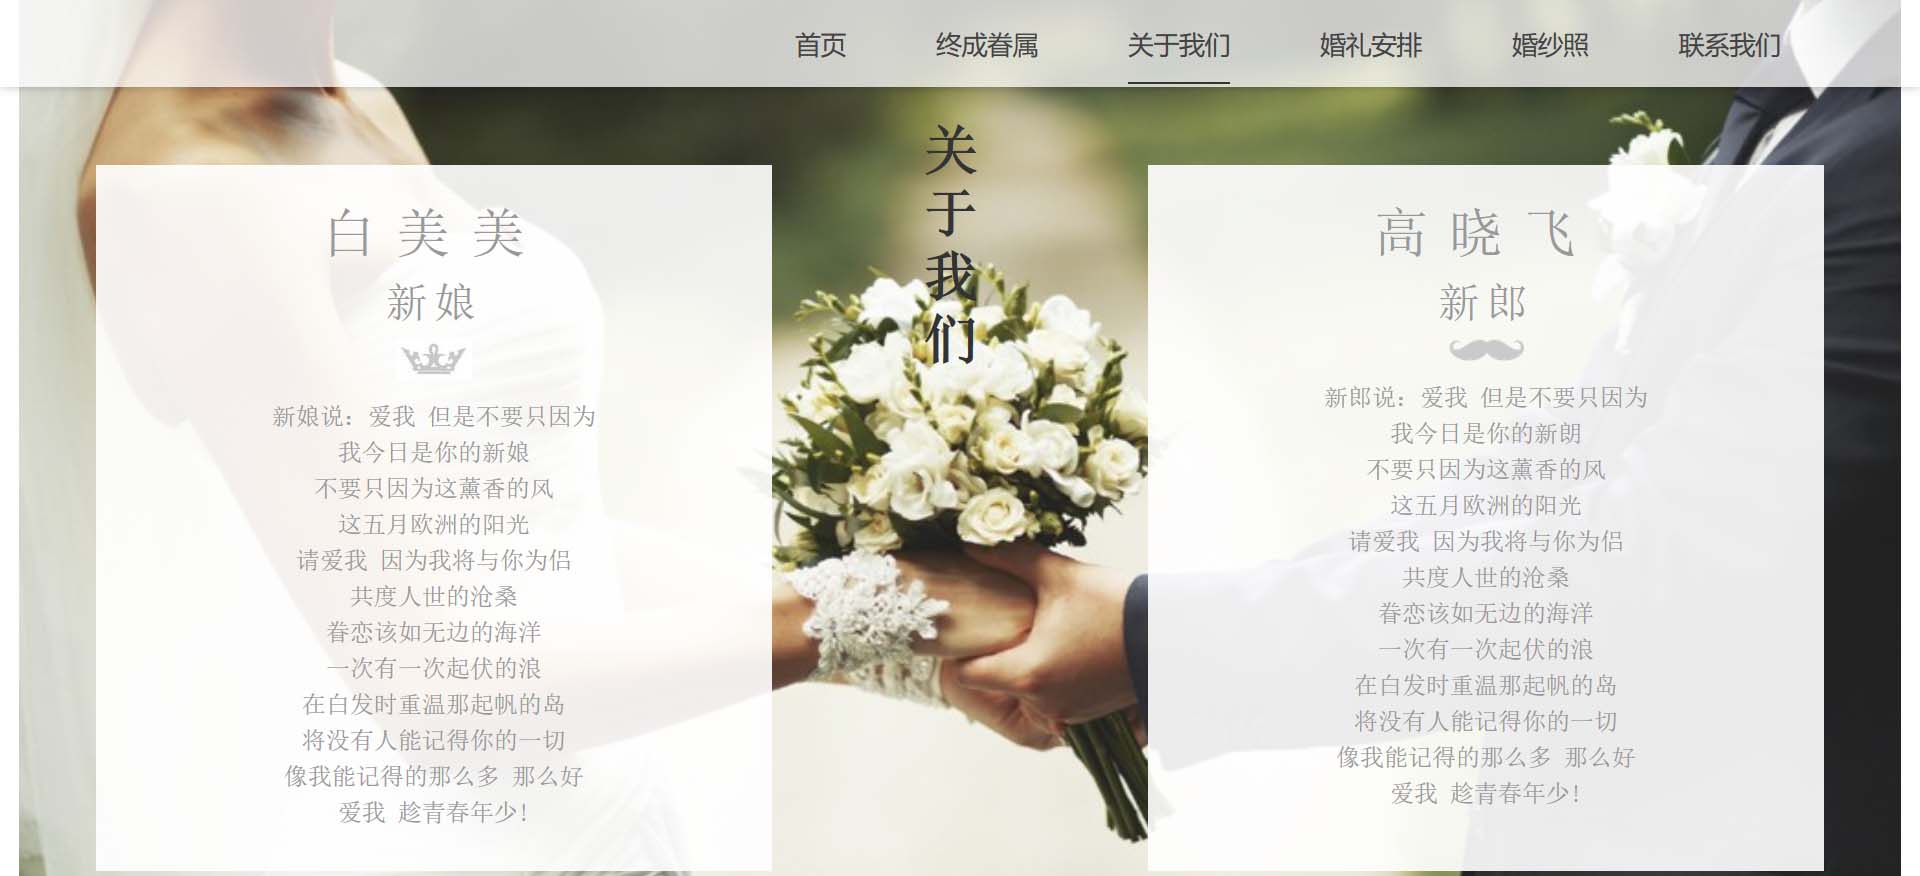 首页 终成眷属 关于我们 婚礼安排 婚纱照 联系我们
关于我们
白美美
新娘
新娘说：爱我 但是不要只因为
我今日是你的新娘
不要只因为这薰香的风
这五月欧洲的阳光
请爱我 因为我将与你为侣
共度人世的沧桑
眷恋该如无边的海洋
一次有一次起伏的浪
在白发时重温那起帆的岛
将没有人能记得你的一切
像我能记得的那么多 那么好
爱我 趁青春年少!
高晓飞
新郎
新郎说：爱我 但是不要只因为
我今日是你的新朗
不要只因为这薰香的风
这五月欧洲的阳光
请爱我 因为我将与你为侣
共度人世的沧桑
眷恋该如无边的海洋
一次有一次起伏的浪
在白发时重温那起帆的岛
将没有人能记得你的一切
像我能记得的那么多 那么好
爱我 趁青春年少!